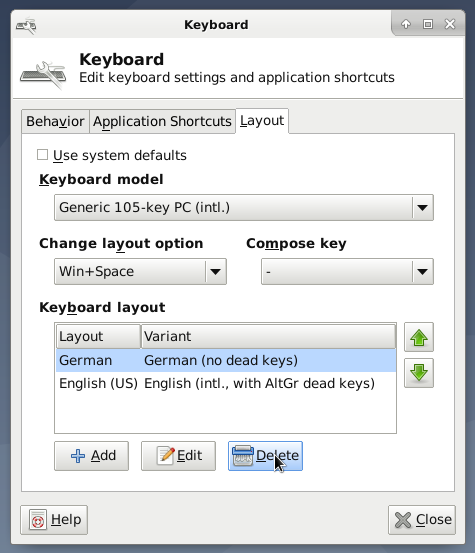 Keyboard
Keyboard
Edit keyboard settings and application shortcuts
Behavior Application Shortcuts Layout
Use system defaults
Keyboard model
Generic 105-key PC (intl.)
Change layout option Compose key
Win+Space -
Keyboard layout
Layout Variant
German German (no dead keys)
English (US) English (intl., with AltGr dead keys)
Add Edit Delete
Help Close